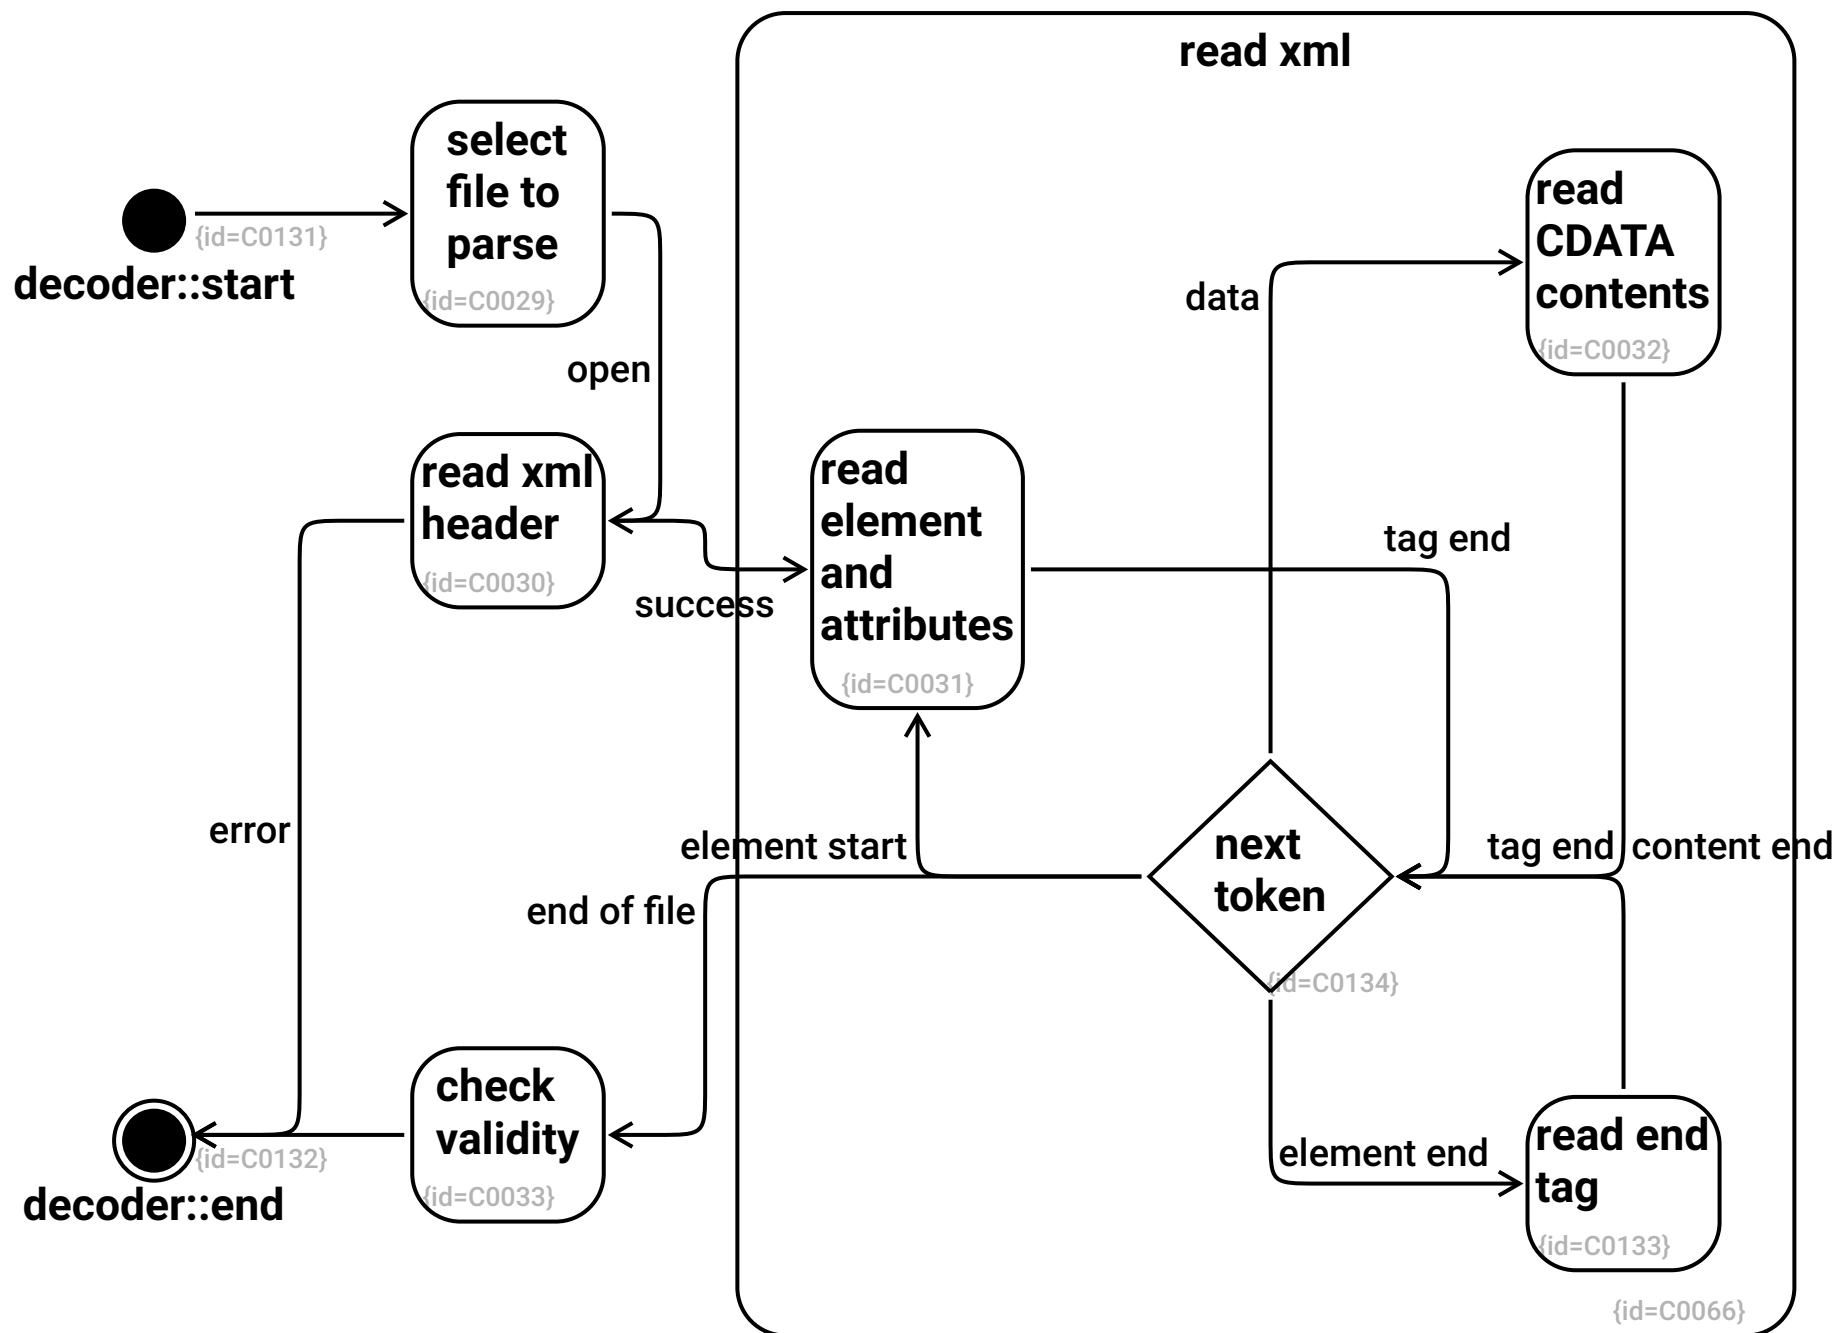 read xml
select
file to
parse
{id=C0029}
{id=C0131}
decoder::start
read
CDATA
contents
{id=C0032}
data
open
read xml
header
{id=C0030}
success
read
element
and
attributes
{id=C0031}
tag end
error
element start
next
token
{id=C0134}
tag end
content end
end of file
check
validity
{id=C0033}
{id=C0132}
decoder::end
element end
read end
tag
{id=C0133}
{id=C0066}